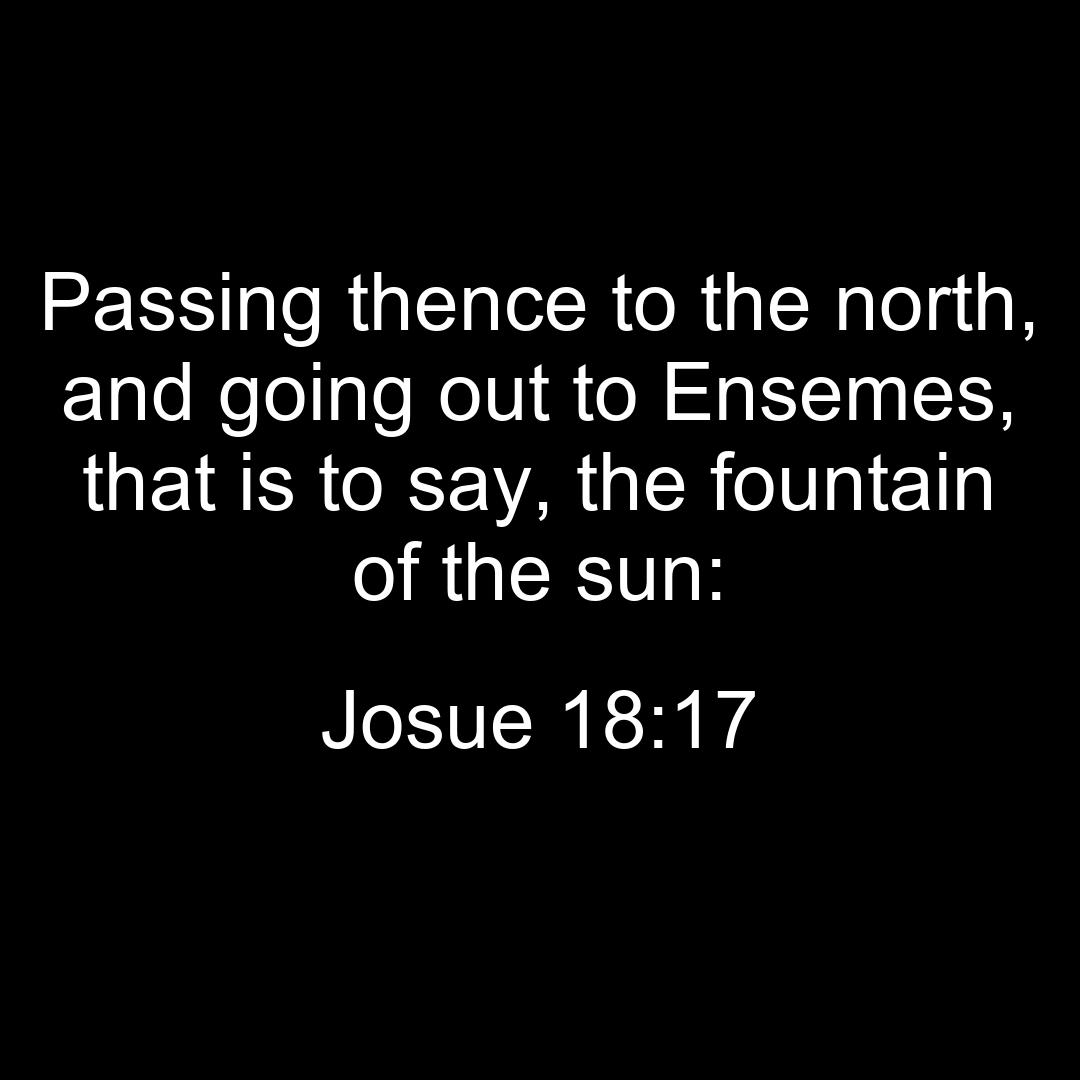 Passing thence to the north,
and going out to Ensemes,
that is to say, the fountain
of the sun:
Josue 18:17